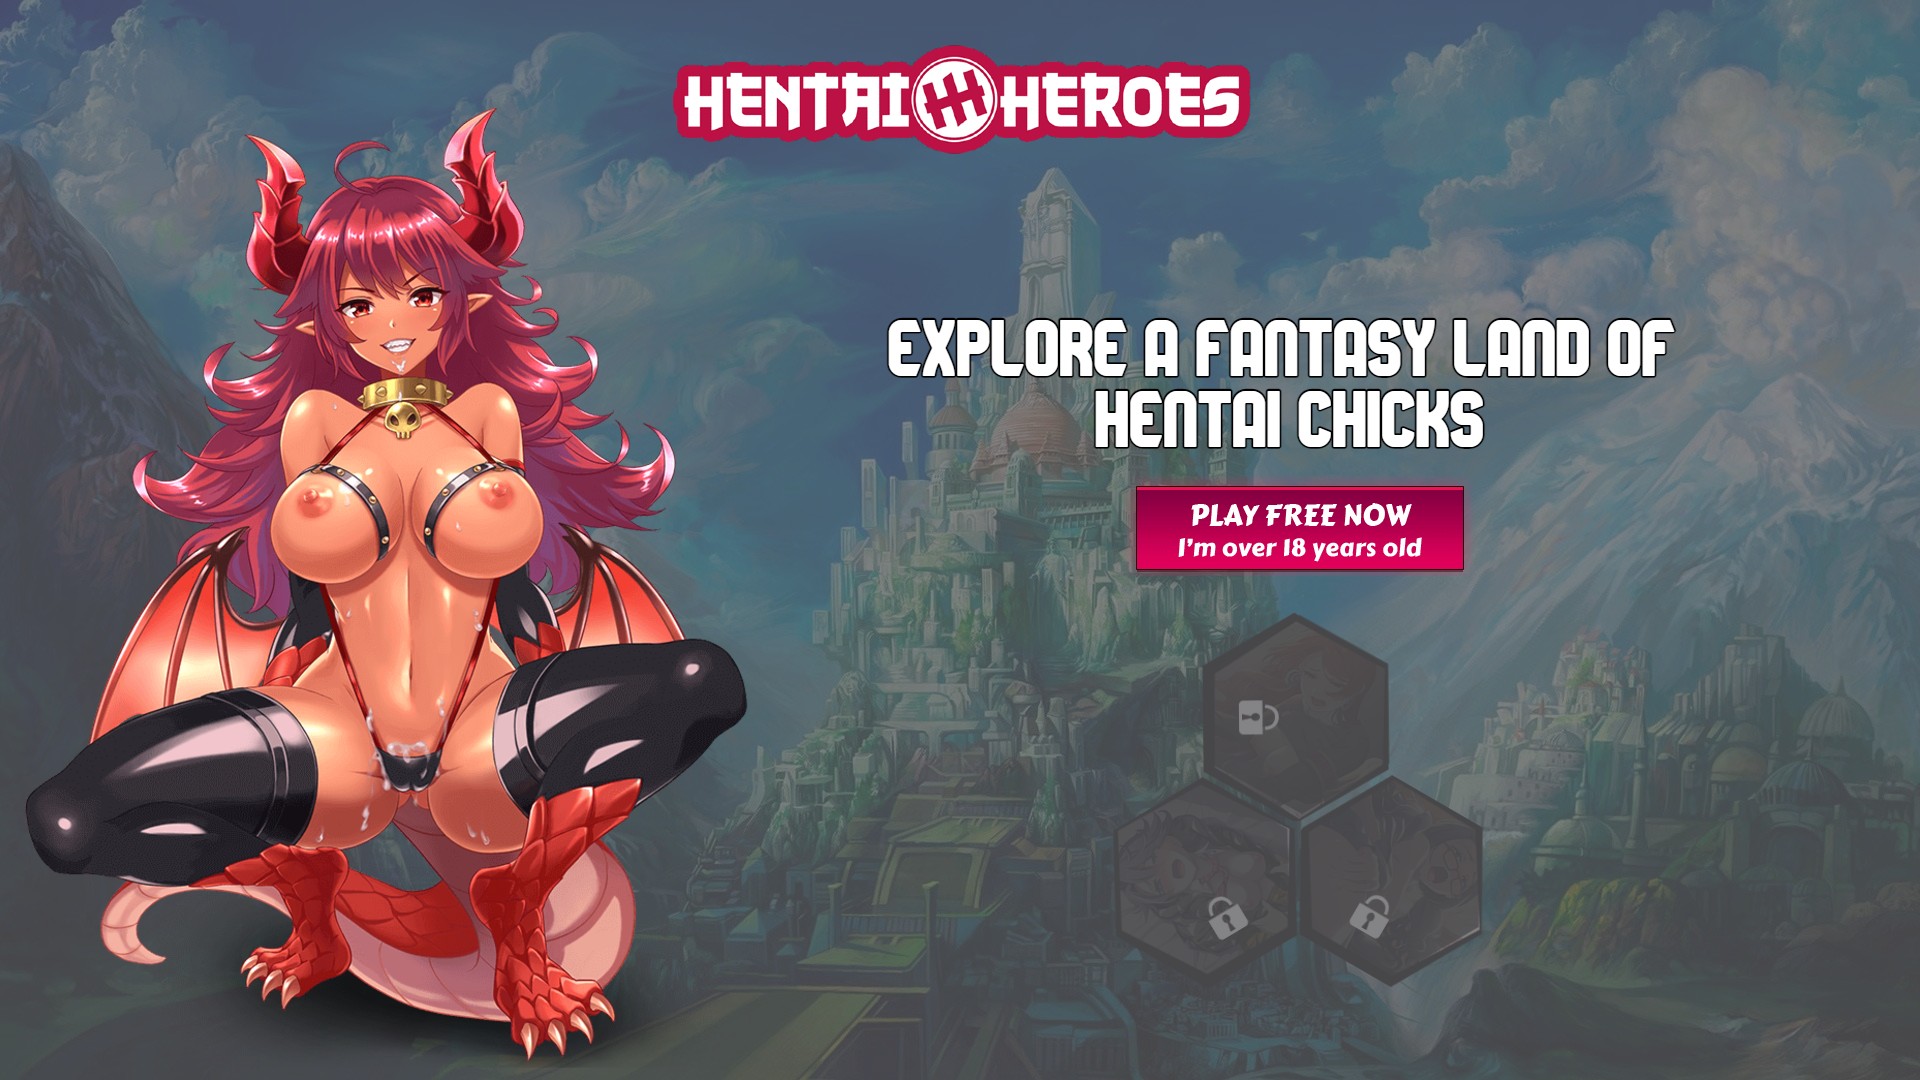 HENTAI HEROES
EXPLORE A FANTASY LAND OF
HENTAI CHICKS
PLAY FREE NOW
I'm over 18 years old